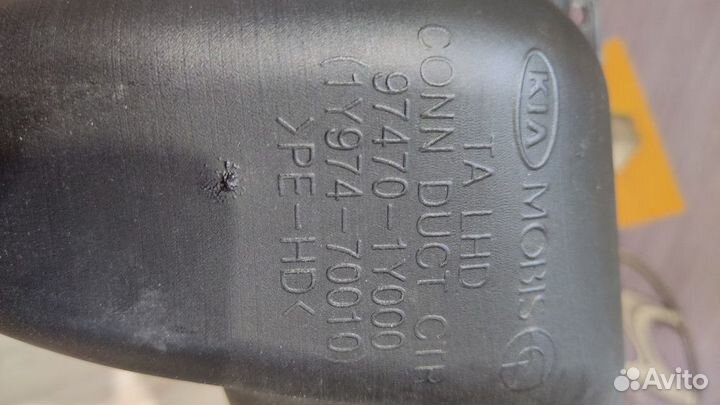 KIA MOBIS
TA LHD
CONN DUCT CTR
97470-1Y000
(1Y974-70010)
>PE-HD<
Avito